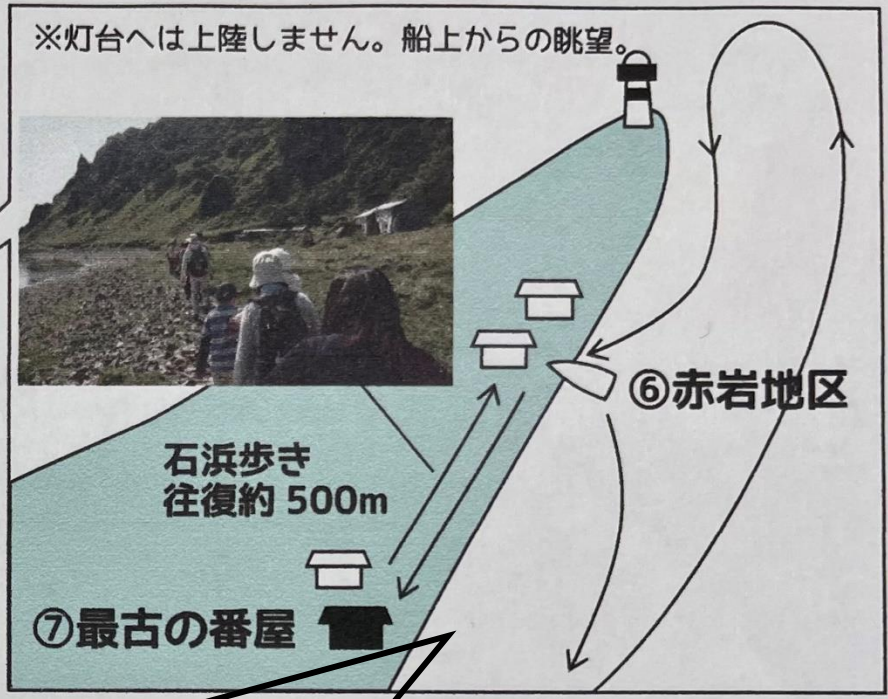 ※灯台へは上陸しません。船上からの眺望。
⑥赤岩地区
石浜歩き
往復約 500m
⑦最古の番屋